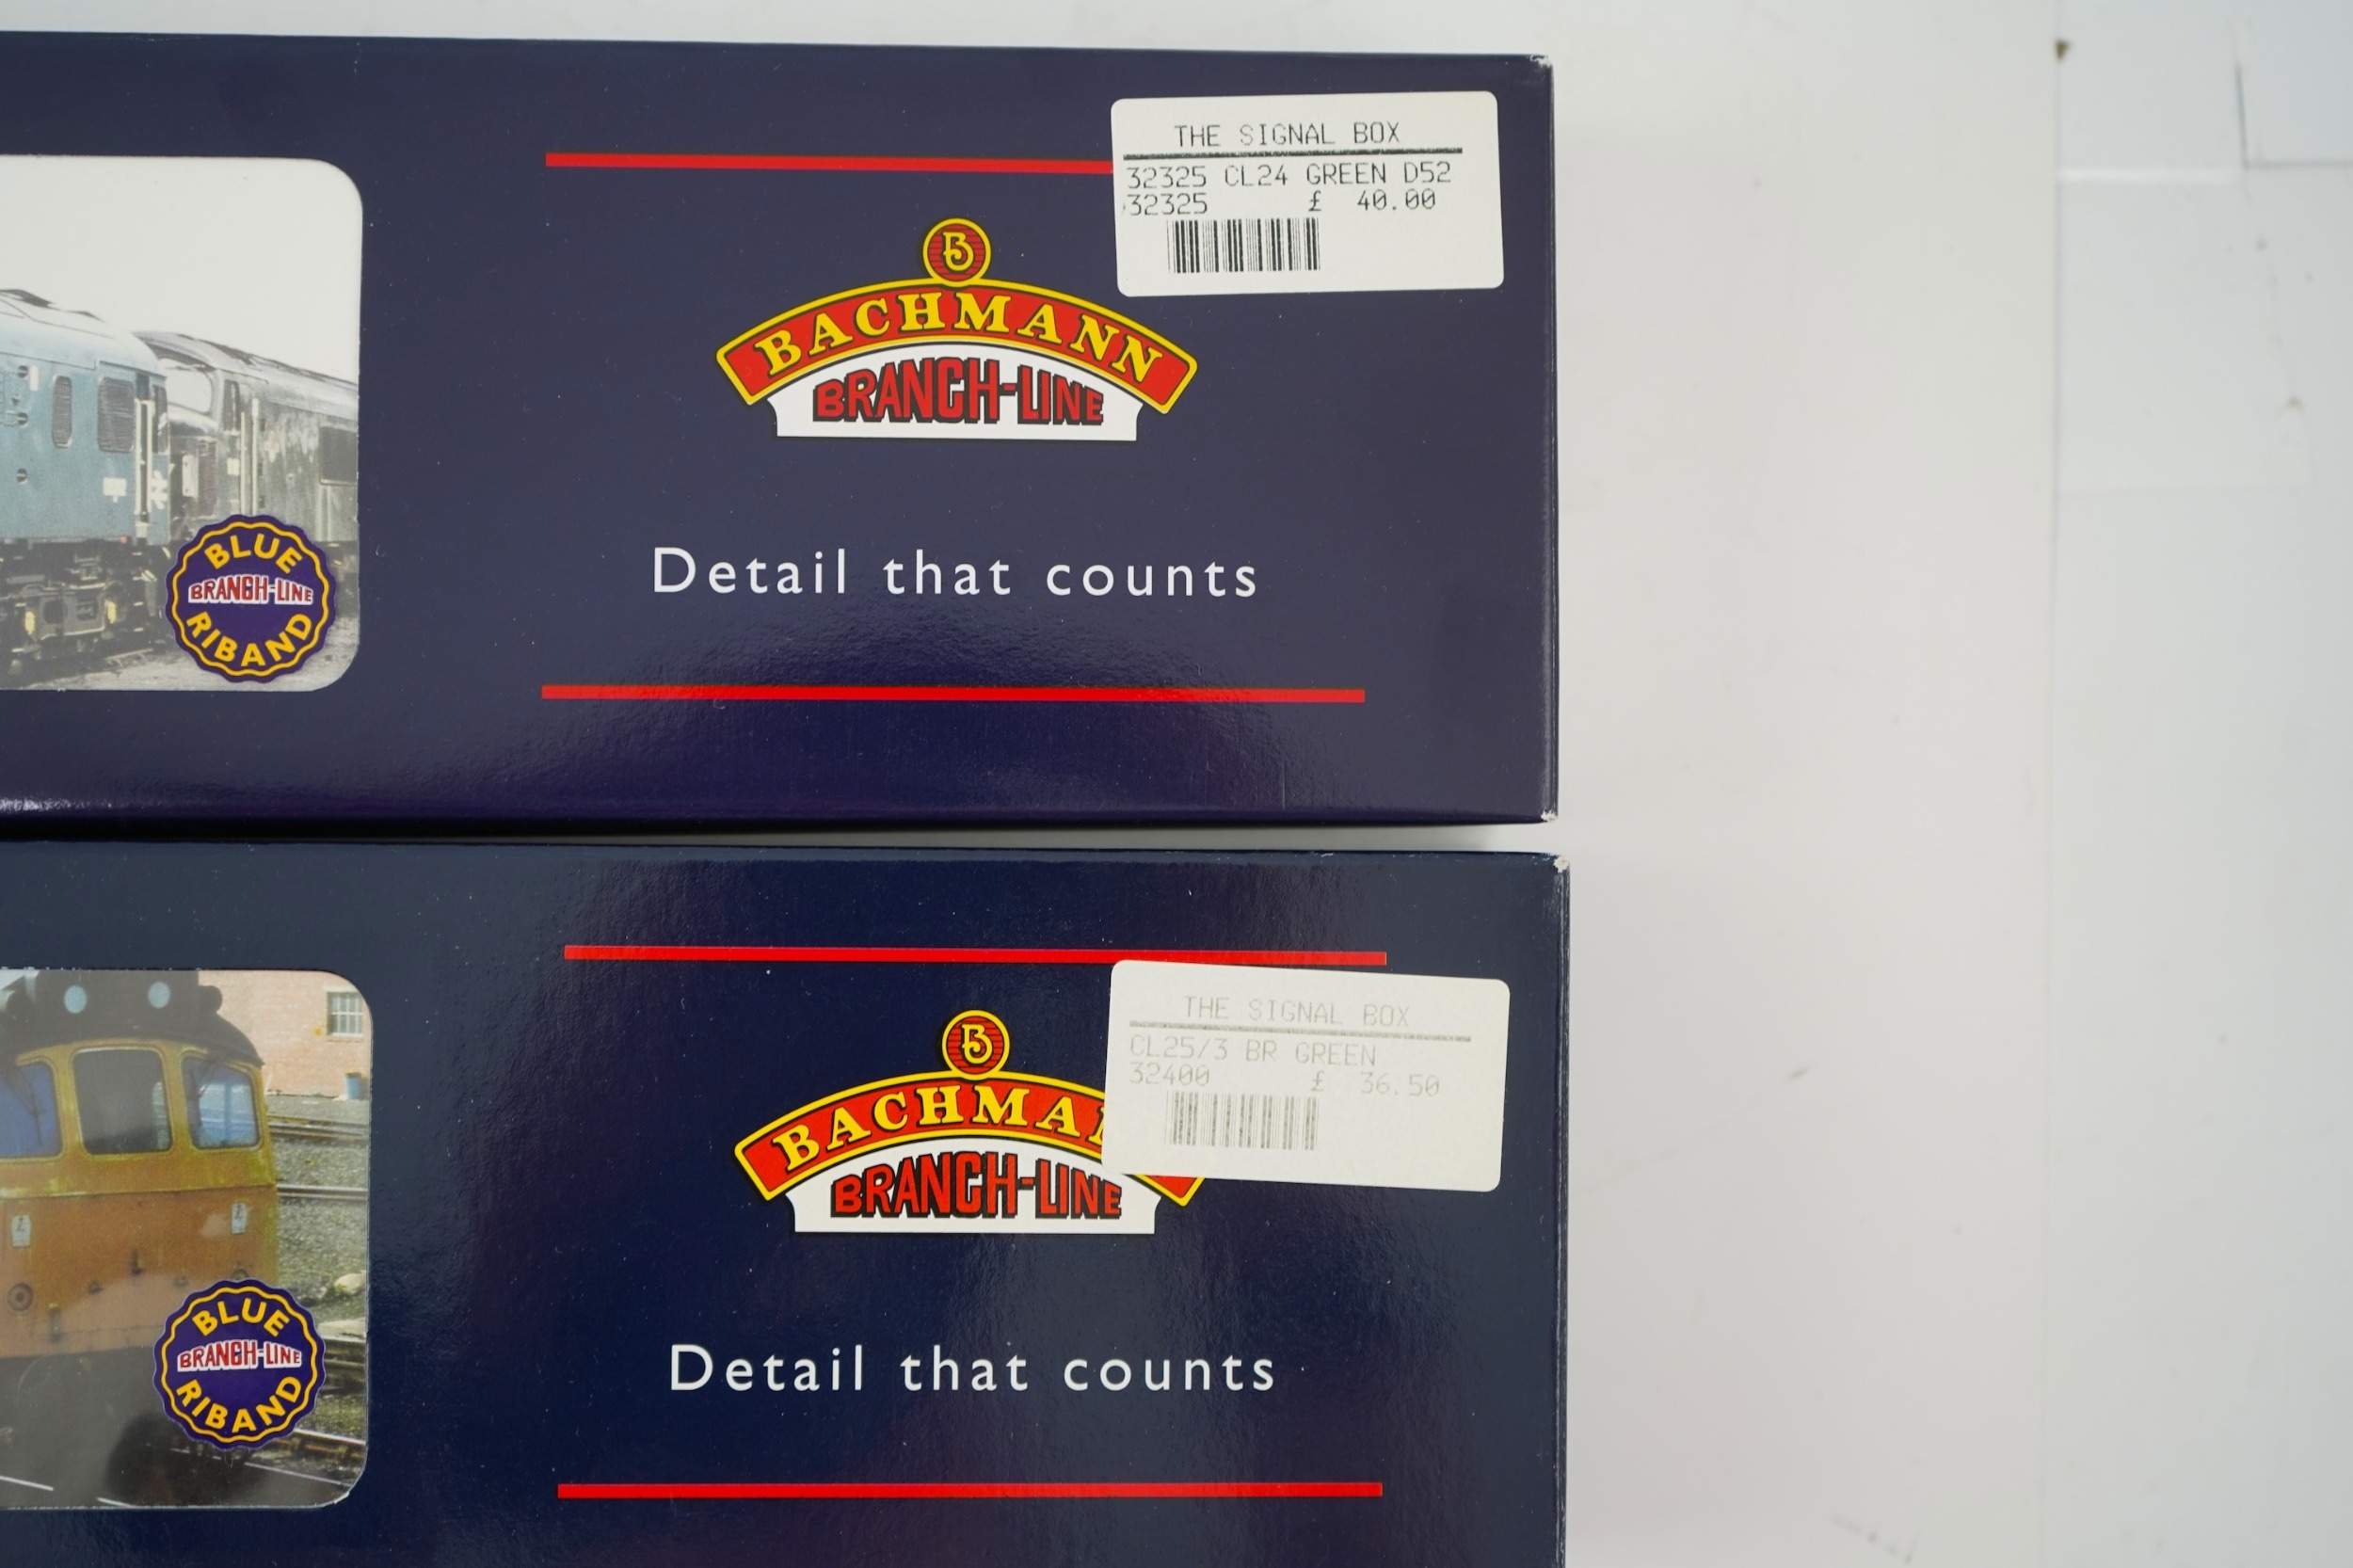 THE SIGNAL BOX
32325 CL24 GREEN D52
32325 £ 40.00
B
BACHMANN
BRANCH-LINE
Detail that counts
BLUE
BRANCH-LINE
RIBAND
THE SIGNAL BOX
CL25/3 BR GREEN
32400 £ 36.50
B
BACHMAN
BRANCH-LINE
Detail that counts
BLUE
BRANCH-LINE
RIBAND